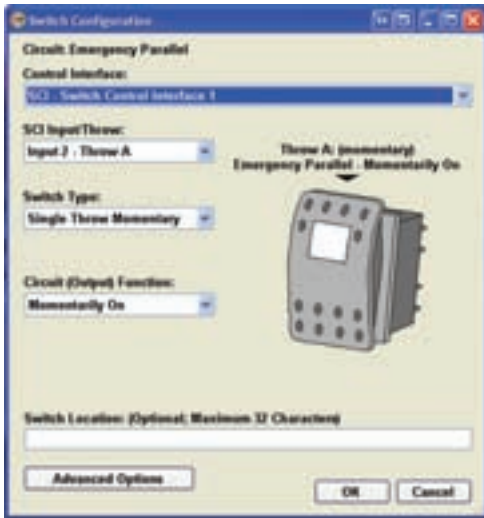 Switch Configuration
Circuit: Emergency Parallel
Control Interface:
SCI - Switch Control Interface 1
SCI Input/Throw:
Input 2 - Throw A
Throw A: (momentary)
Emergency Parallel - Momentarily On
Switch Type:
Single Throw Momentary
Circuit (Output) Function:
Momentarily On
Switch Location: (Optional; Maximum 32 Characters)
Advanced Options
OK
Cancel